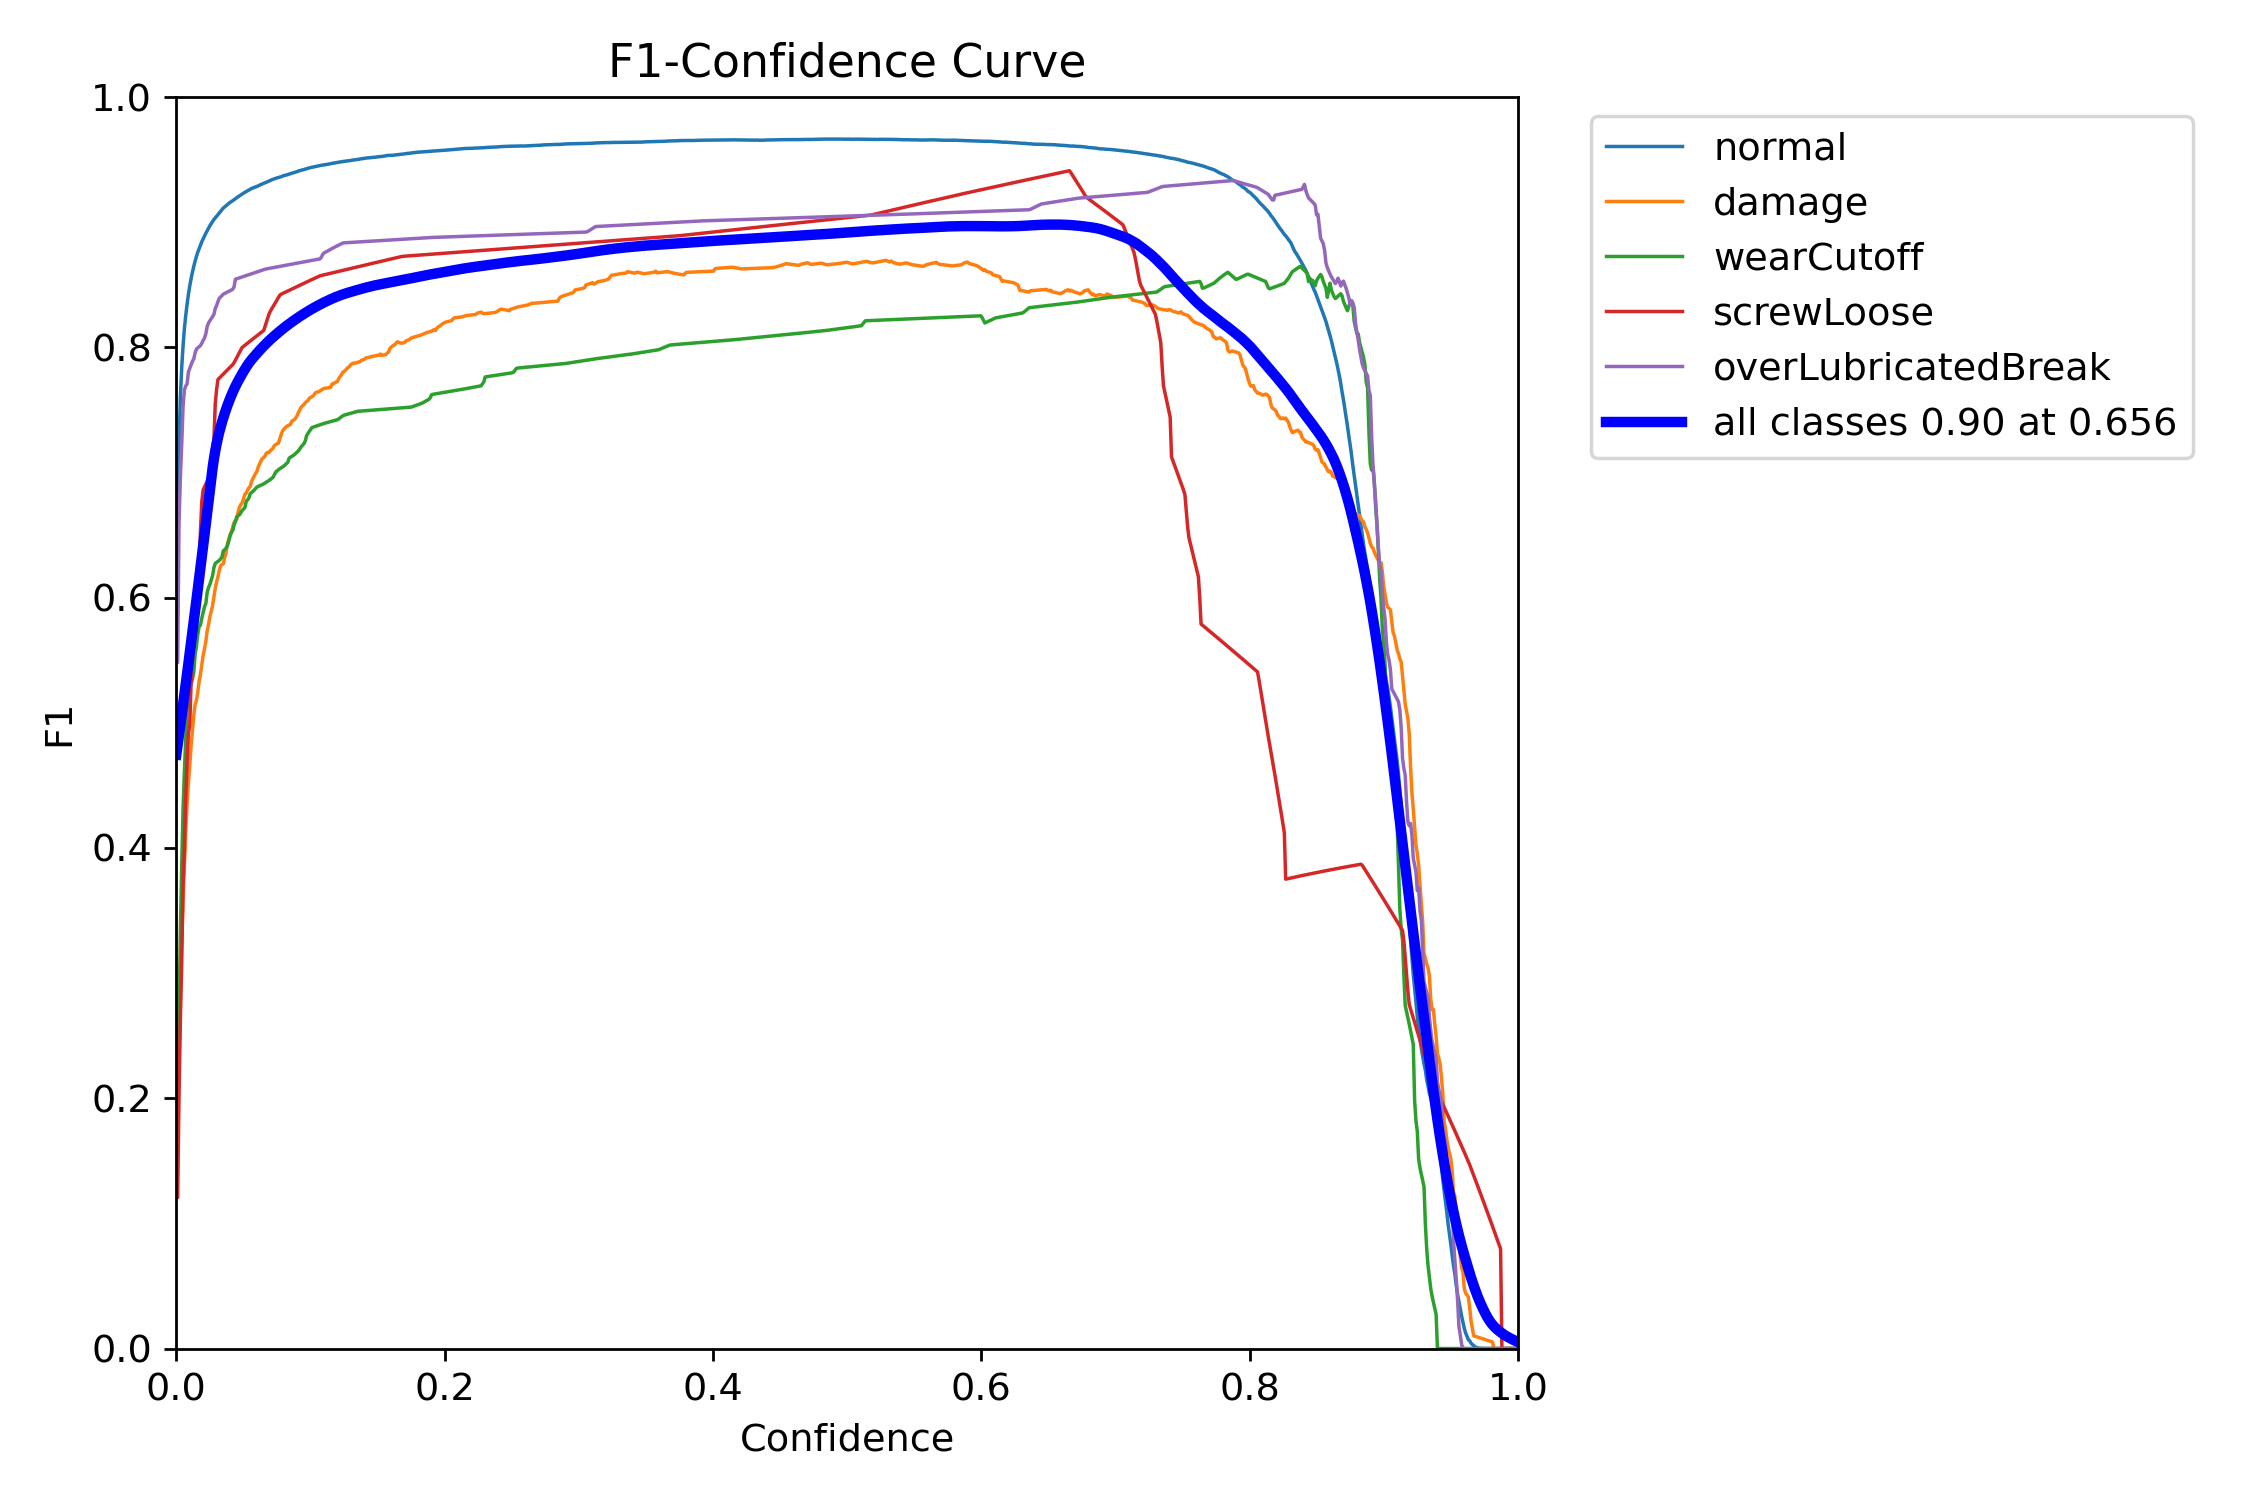 F1-Confidence Curve
1.0
0.8
0.6
0.4
0.2
0.0
F1
0.0 0.2 0.4 0.6 0.8 1.0
Confidence
normal
damage
wearCutoff
screwLoose
overLubricatedBreak
all classes 0.90 at 0.656